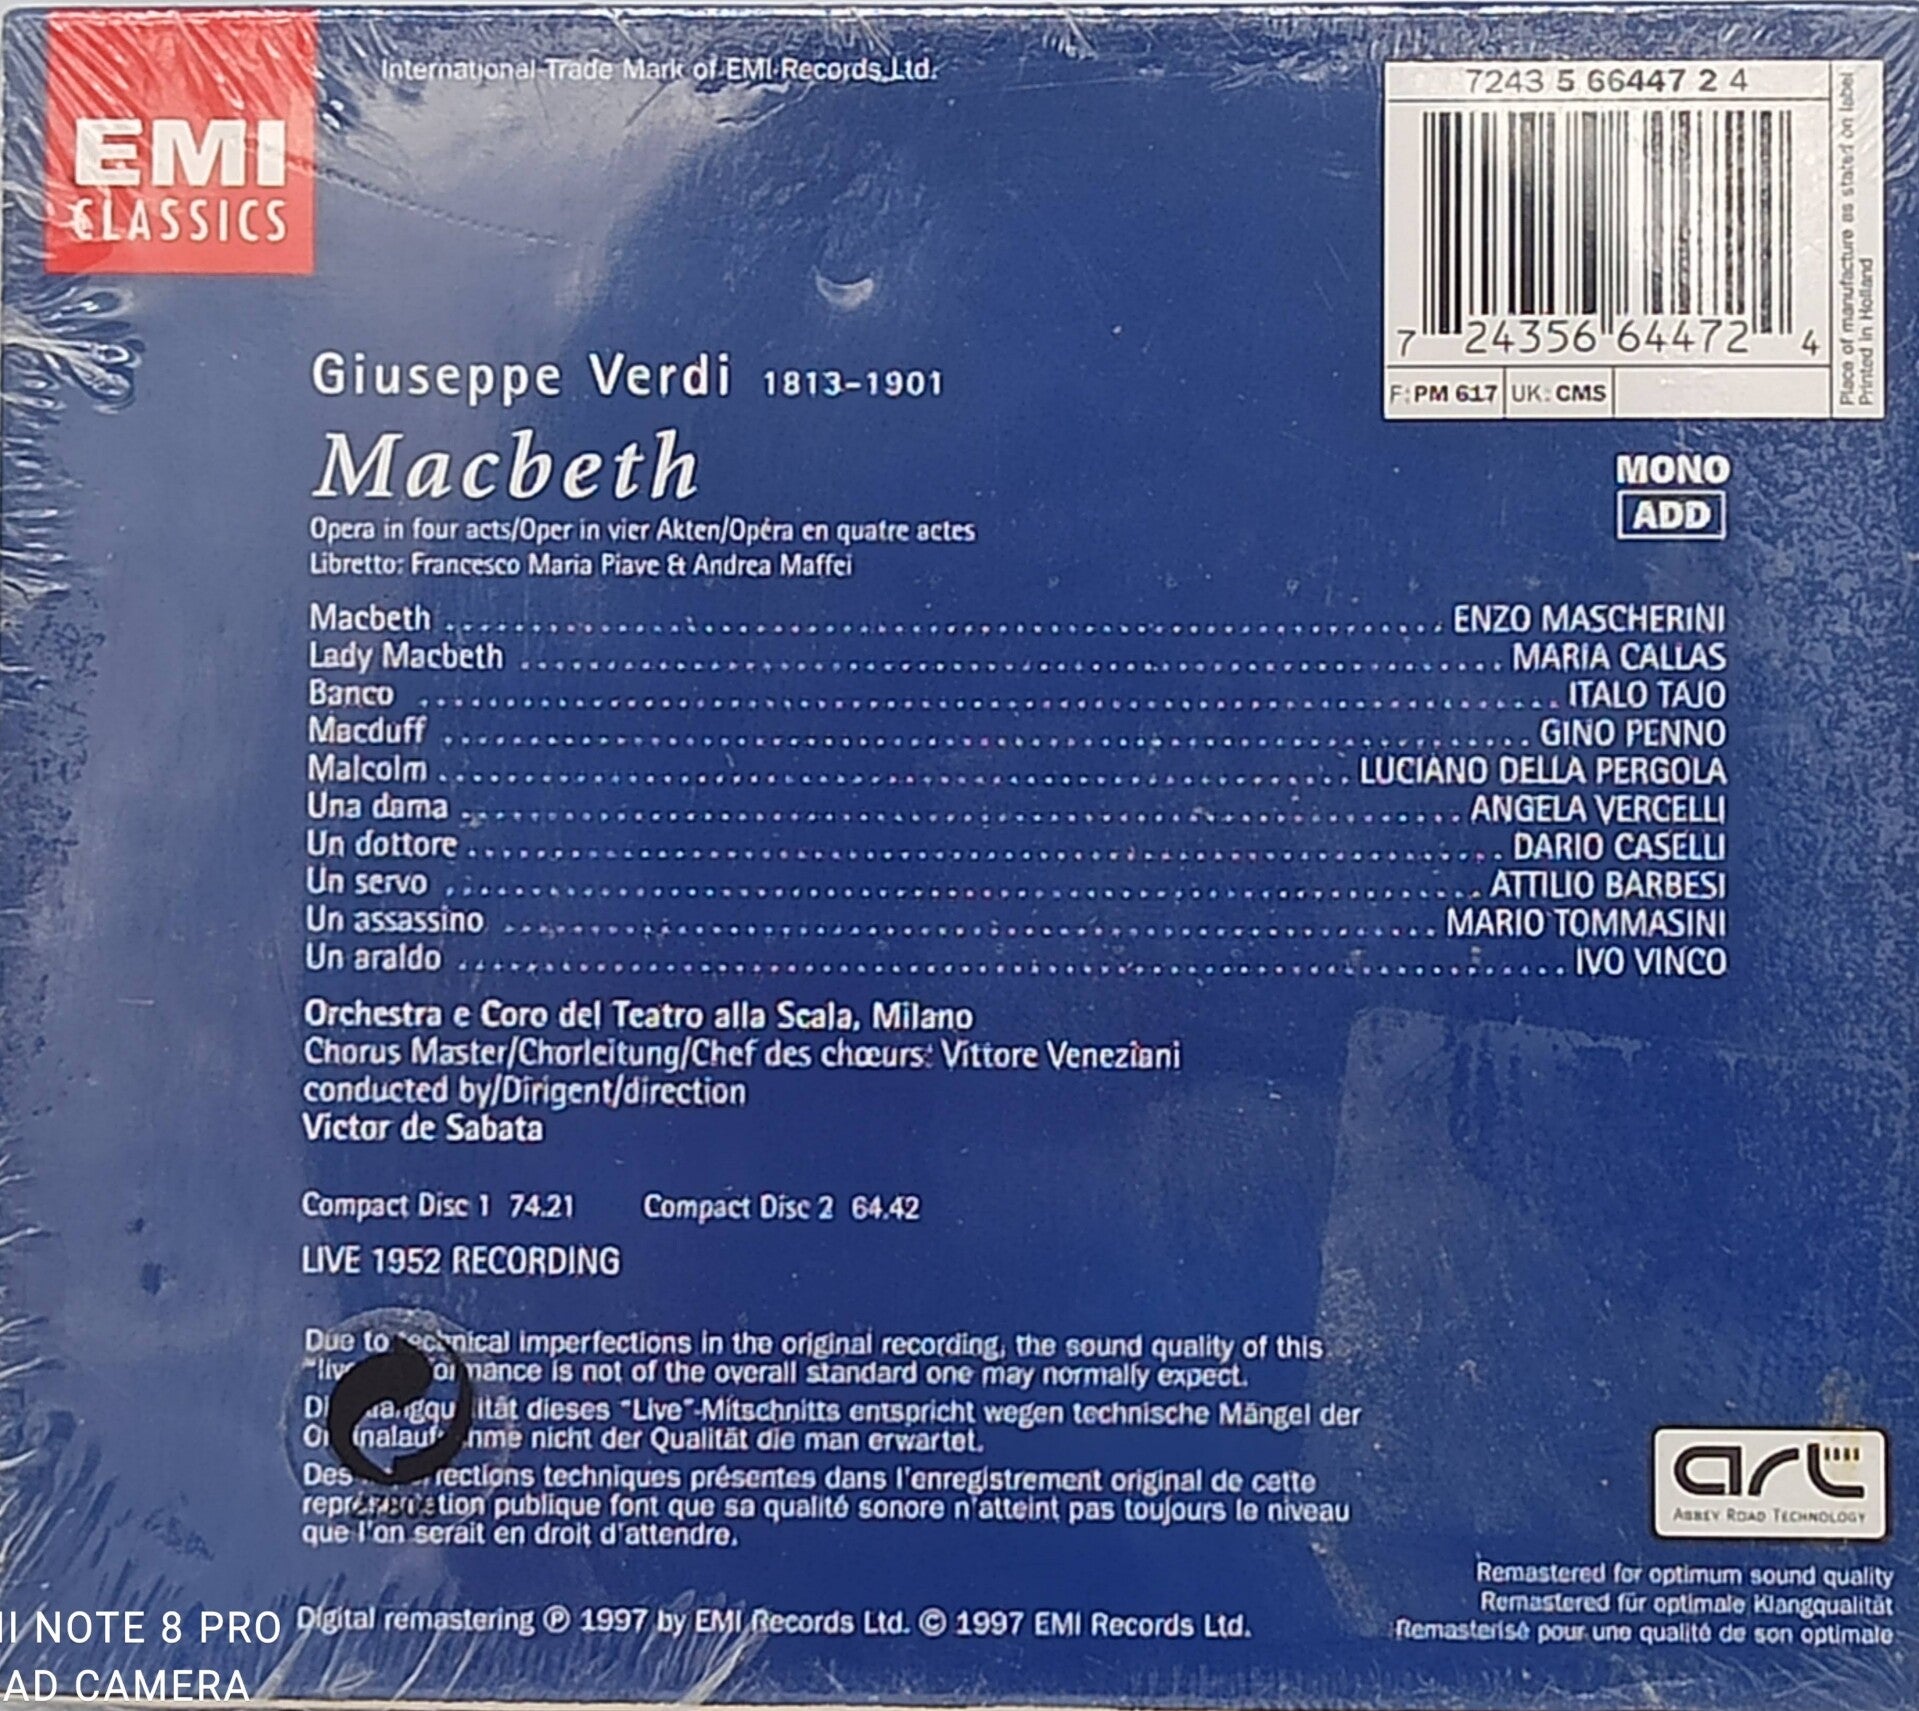 International Trade Mark of EMI Records Ltd.
EMI
CLASSICS
7243 5 66447 2 4
7 24356 64472 4
F: PM 617 UK: CMS
Place of manufacture as stated on label
Printed in Holland
Giuseppe Verdi 1813-1901
Macbeth
Opera in four acts/Oper in vier Akten/Opéra en quatre actes
Libretto: Francesco Maria Piave & Andrea Maffei
MONO
ADD
Macbeth ENZO MASCHERINI
Lady Macbeth MARIA CALLAS
Banco ITALO TAJO
Macduff GINO PENNO
Malcolm LUCIANO DELLA PERGOLA
Una dama ANGELA VERCELLI
Un dottore DARIO CASELLI
Un servo ATTILIO BARBESI
Un assassino MARIO TOMMASINI
Un araldo IVO VINCO
Orchestra e Coro del Teatro alla Scala, Milano
Chorus Master/Chorleitung/Chef des chœurs: Vittore Veneziani
conducted by/Dirigent/direction
Victor de Sabata
Compact Disc 1 74.21 Compact Disc 2 64.42
LIVE 1952 RECORDING
Due to technical imperfections in the original recording, the sound quality of this
"live" performance is not of the overall standard one may normally expect.
Die Klangqualität dieses "Live"-Mitschnitts entspricht wegen technische Mängel der
Originalaufnahme nicht der Qualität die man erwartet.
Des imperfections techniques présentes dans l'enregistrement original de cette
représentation publique font que sa qualité sonore n'atteint pas toujours le niveau
que l'on serait en droit d'attendre.
art
ABBEY ROAD TECHNOLOGY
Remastered for optimum sound quality
Remastered für optimale Klangqualität
Remasterisé pour une qualité de son optimale
Digital remastering ℗ 1997 by EMI Records Ltd. © 1997 EMI Records Ltd.
NOTE 8 PRO
AD CAMERA